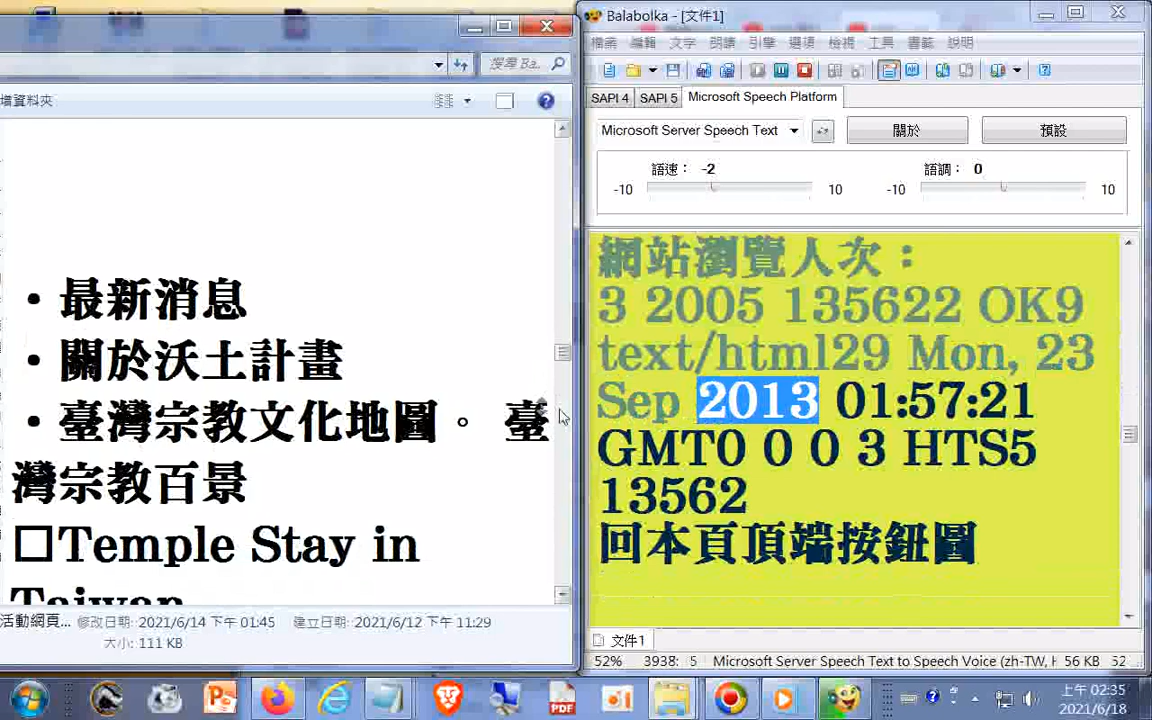 搜尋 Ba...
增資料夾
• 最新消息
• 關於沃土計畫
• 臺灣宗教文化地圖。 臺
灣宗教百景
□Temple Stay in
Taiwan
活動網頁... 修改日期: 2021/6/14 下午 01:45 建立日期: 2021/6/12 下午 11:29
大小: 111 KB
Balabolka - [文件1]
檔案 編輯 文字 朗讀 引擎 選項 檢視 工具 書籤 說明
SAPI 4 SAPI 5 Microsoft Speech Platform
Microsoft Server Speech Text 關於 預設
語速： -2 語調： 0
-10 10 -10 10
網站瀏覽人次：
3 2005 135622 OK9
text/html29 Mon, 23
Sep 2013 01:57:21
GMT0 0 0 3 HTS5
13562
回本頁頂端按鈕圖
文件1
52% 3938: 5 Microsoft Server Speech Text to Speech Voice (zh-TW, H 56 KB 52
上午 02:35
2021/6/18